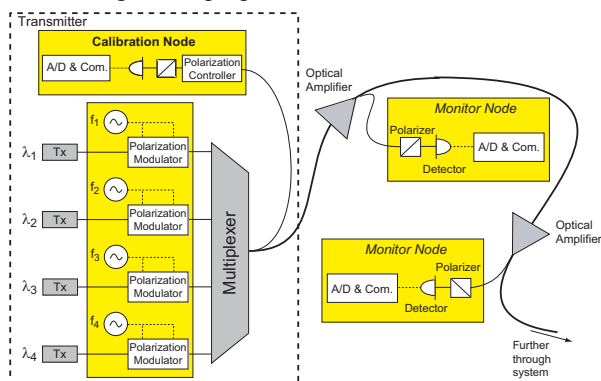 Transmitter
Calibration Node
A/D & Com.
Polarization
Controller
f1
λ1
Tx
Polarization
Modulator
f2
λ2
Tx
Polarization
Modulator
f3
λ3
Tx
Polarization
Modulator
f4
λ4
Tx
Polarization
Modulator
Multiplexer
Optical
Amplifier
Monitor Node
Polarizer
A/D & Com.
Detector
Optical
Amplifier
Monitor Node
Polarizer
A/D & Com.
Detector
Further
through
system